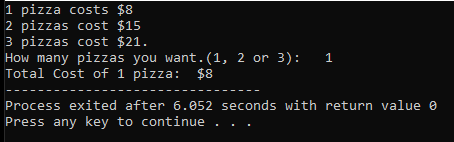 1 pizza costs $8
2 pizzas cost $15
3 pizzas cost $21.
How many pizzas you want.(1, 2 or 3):   1
Total Cost of 1 pizza:  $8
--------------------------------
Process exited after 6.052 seconds with return value 0
Press any key to continue . . .